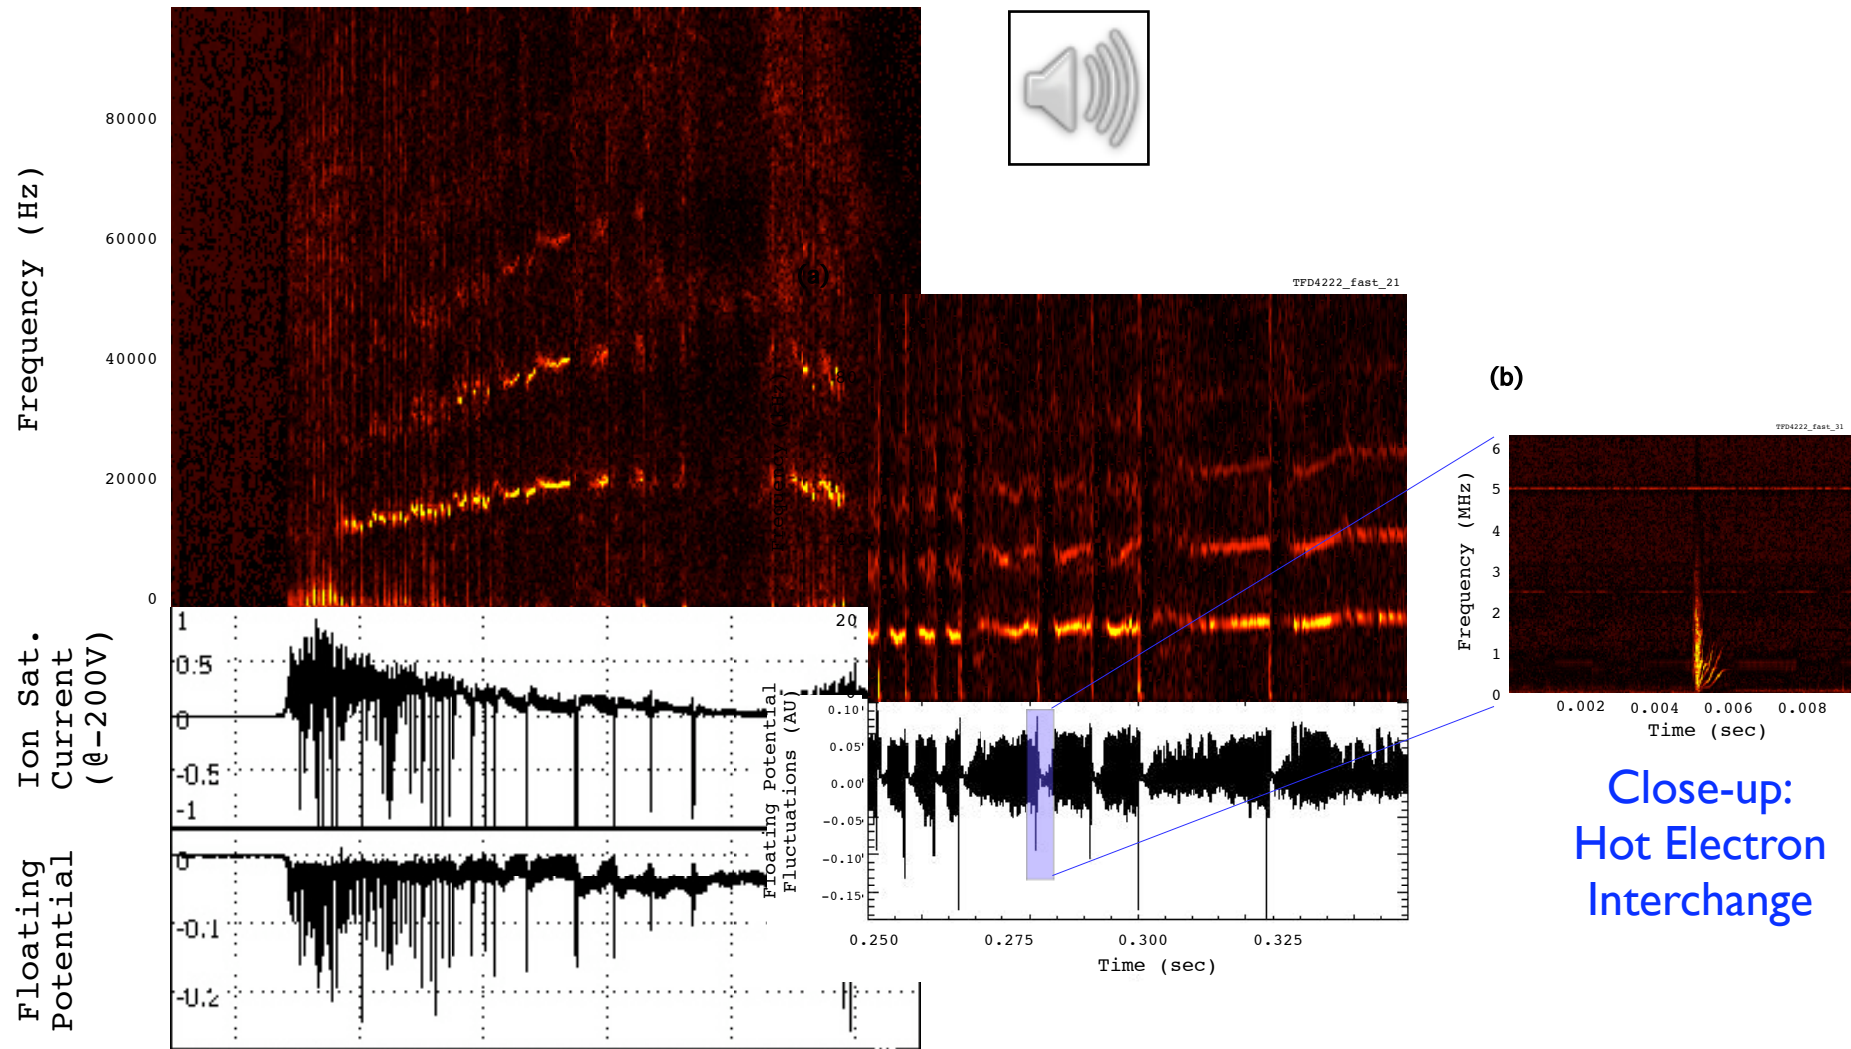 Frequency (Hz)
80000
60000
40000
20000
0
Ion Sat.
Current
(@-200V)
1
0.5
0
-0.5
-1
Floating
Potential
0
-0.1
-0.2
(a)
TFD4222_fast_21
20
Floating Potential
Fluctuations (AU)
0.10
0.05
0.00
-0.05
-0.10
-0.15
0.250 0.275 0.300 0.325
Time (sec)
(b)
TFD4222_fast_31
Frequency (MHz)
6
5
4
3
2
1
0
0.002 0.004 0.006 0.008
Time (sec)
Close-up:
Hot Electron
Interchange